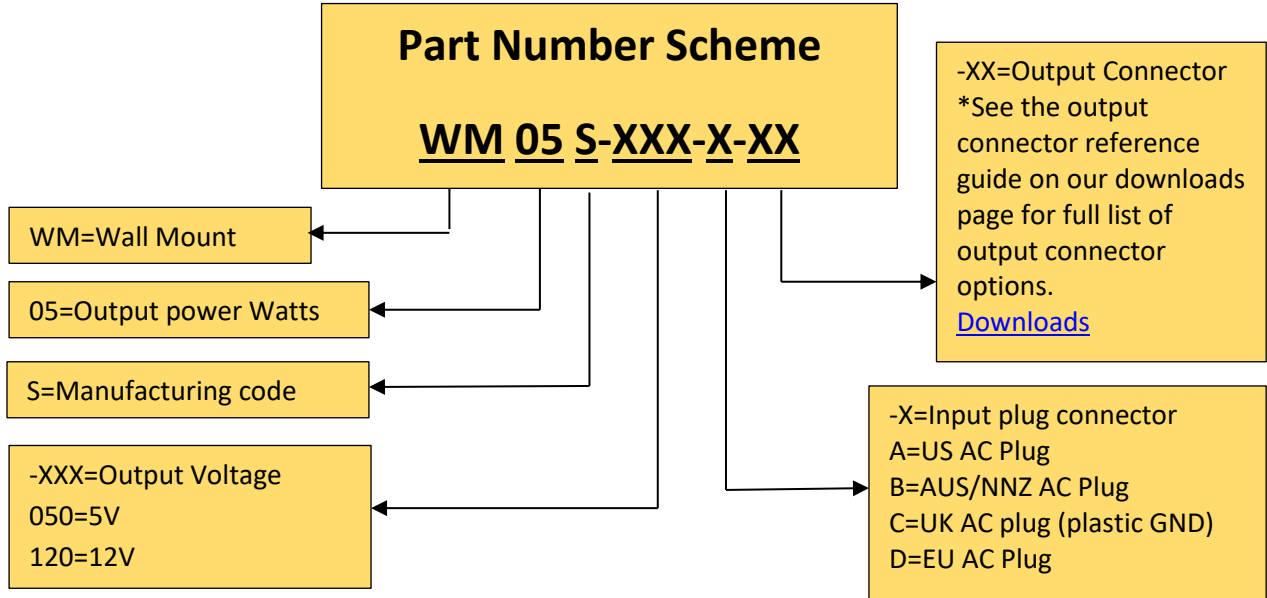 Part Number Scheme
WM 05 S-XXX-X-XX
WM=Wall Mount
05=Output power Watts
S=Manufacturing code
-XXX=Output Voltage
050=5V
120=12V
-XX=Output Connector
*See the output
connector reference
guide on our downloads
page for full list of
output connector
options.
Downloads
-X=Input plug connector
A=US AC Plug
B=AUS/NNZ AC Plug
C=UK AC plug (plastic GND)
D=EU AC Plug